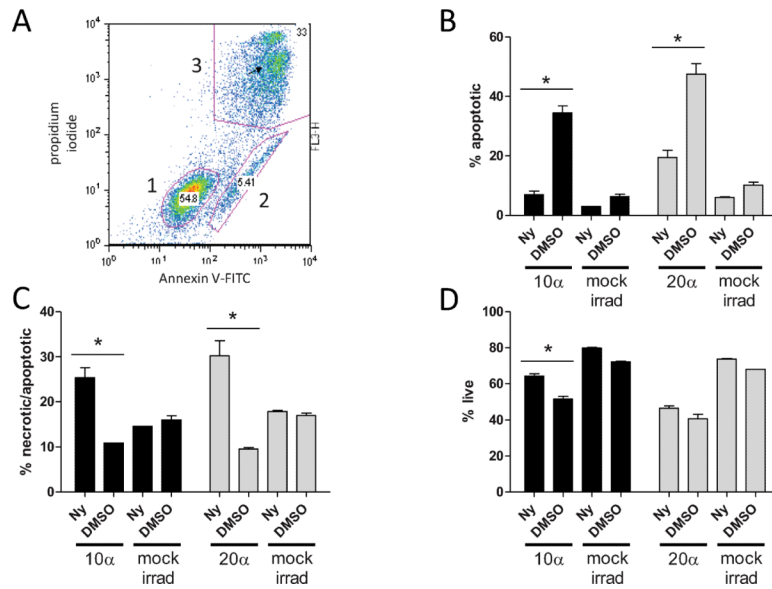 A
propidium
iodide
10⁴
10³
10²
10¹
10⁰
3
33
1
54.8
5.41
2
FL3-H
10⁰ 10¹ 10² 10³ 10⁴
Annexin V-FITC
B
% apoptotic
60
40
20
0
* *
Ny DMSO Ny DMSO Ny DMSO Ny DMSO
10α mock irrad 20α mock irrad
C
% necrotic/apoptotic
40
30
20
10
0
* *
Ny DMSO Ny DMSO Ny DMSO Ny DMSO
10α mock irrad 20α mock irrad
D
% live
100
80
60
40
20
0
*
Ny DMSO Ny DMSO Ny DMSO Ny DMSO
10α mock irrad 20α mock irrad